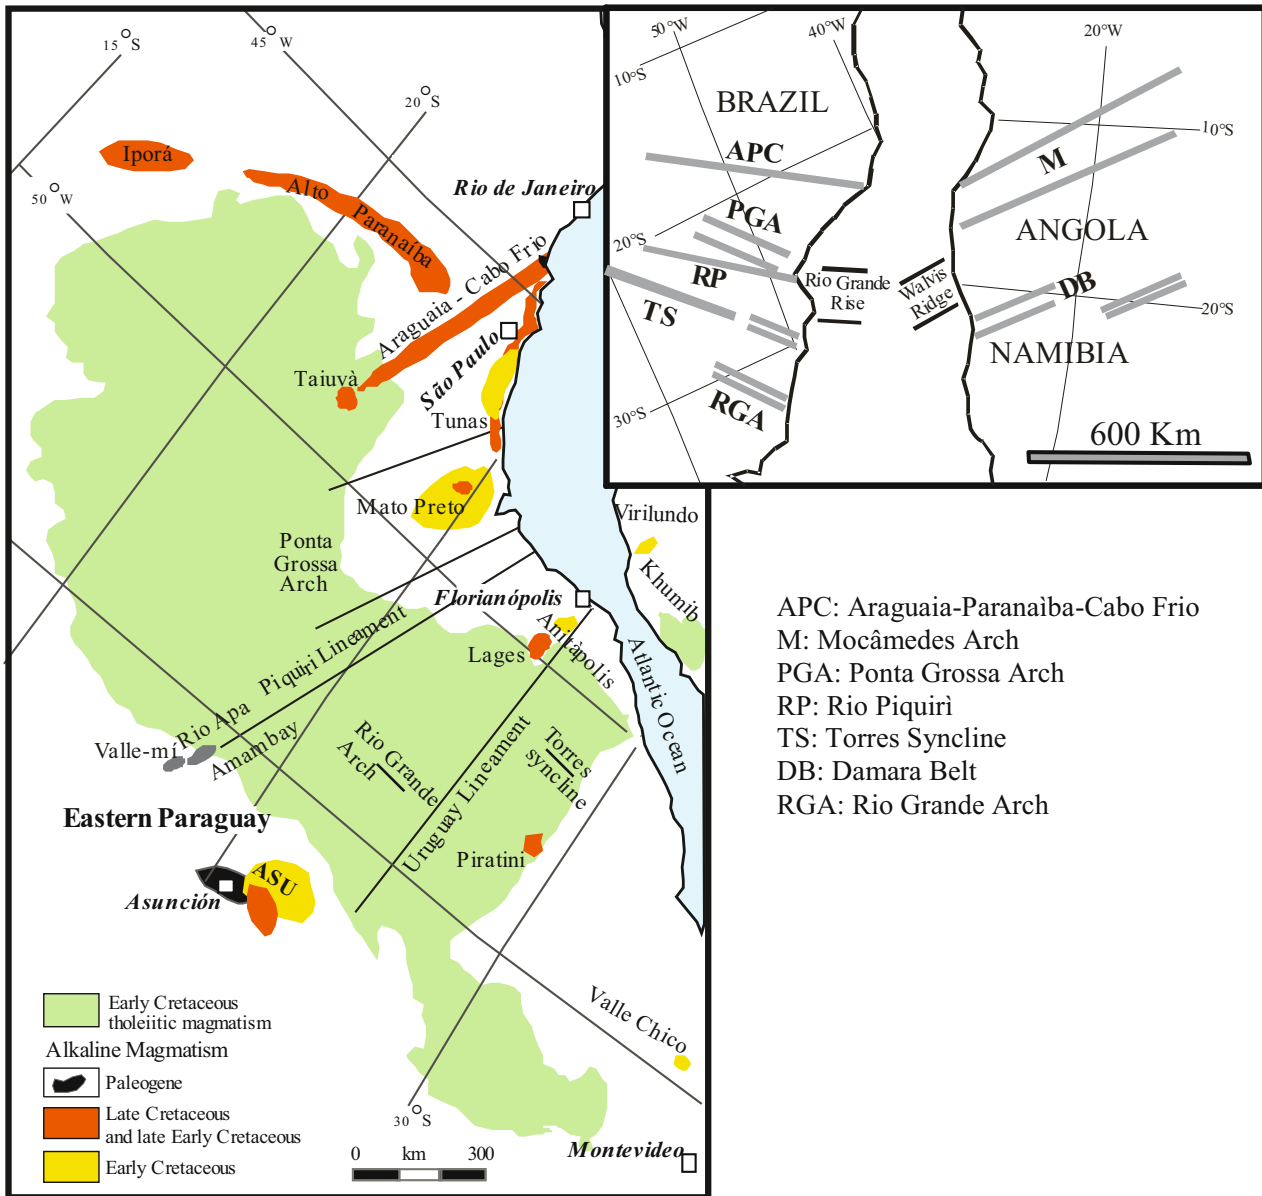 15°S
45°W
20°S
50°W
Iporá
Alto Paranaíba
Rio de Janeiro
Araguaia - Cabo Frio
São Paulo
Taiuvà
Tunas
Mato Preto
Ponta
Grossa
Arch
Piquiri Lineament
Florianópolis
Anitàpolis
Lages
Virilundo
Khumib
Atlantic Ocean
Rio Apa
Valle-mí
Amambay
Rio Grande
Arch
Uruguay Lineament
Torres
syncline
Eastern Paraguay
Piratini
ASU
Asunción
Valle Chico
30°S
Montevideo
Early Cretaceous
tholeiitic magmatism
Alkaline Magmatism
Paleogene
Late Cretaceous
and late Early Cretaceous
Early Cretaceous
0 km 300
50°W
40°W
20°W
10°S
BRAZIL
10°S
APC
M
PGA
ANGOLA
20°S
RP
Rio Grande
Rise
Walvis
Ridge
DB
20°S
TS
NAMIBIA
RGA
30°S
600 Km
APC: Araguaia-Paranaìba-Cabo Frio
M: Mocâmedes Arch
PGA: Ponta Grossa Arch
RP: Rio Piquirì
TS: Torres Syncline
DB: Damara Belt
RGA: Rio Grande Arch